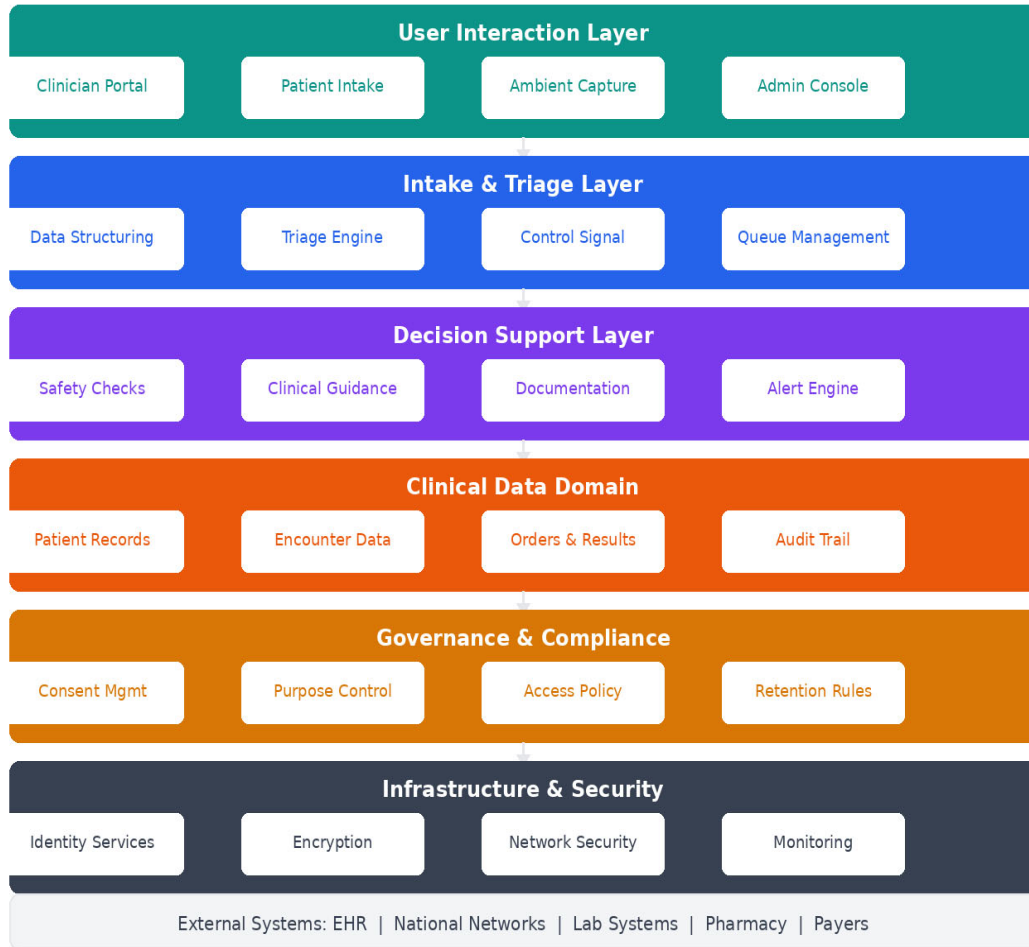 User Interaction Layer
Clinician Portal
Patient Intake
Ambient Capture
Admin Console
Intake & Triage Layer
Data Structuring
Triage Engine
Control Signal
Queue Management
Decision Support Layer
Safety Checks
Clinical Guidance
Documentation
Alert Engine
Clinical Data Domain
Patient Records
Encounter Data
Orders & Results
Audit Trail
Governance & Compliance
Consent Mgmt
Purpose Control
Access Policy
Retention Rules
Infrastructure & Security
Identity Services
Encryption
Network Security
Monitoring
External Systems: EHR | National Networks | Lab Systems | Pharmacy | Payers